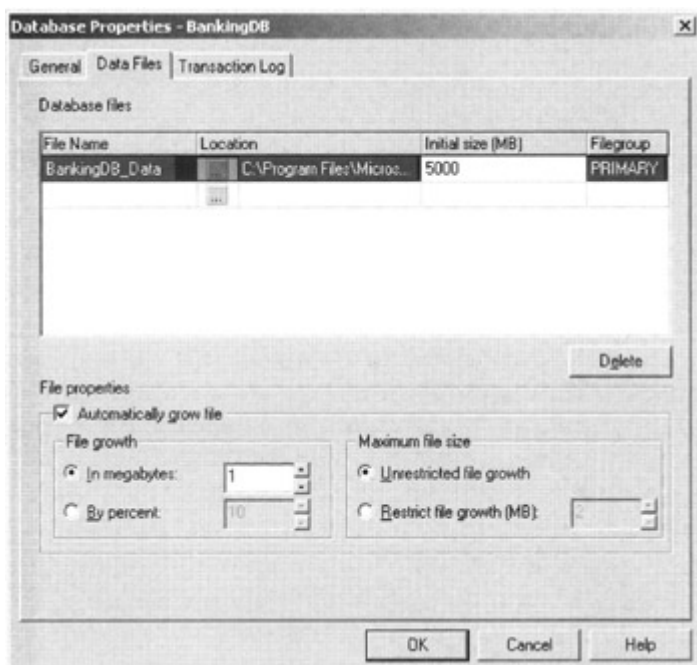 Database Properties - BankingDB
General Data Files Transaction Log
Database files
File Name Location Initial size (MB) Filegroup
BankingDB_Data C:\Program Files\Micros... 5000 PRIMARY
...
Delete
File properties
Automatically grow file
File growth
In megabytes: 1
By percent: 10
Maximum file size
Unrestricted file growth
Restrict file growth (MB): 2
OK Cancel Help